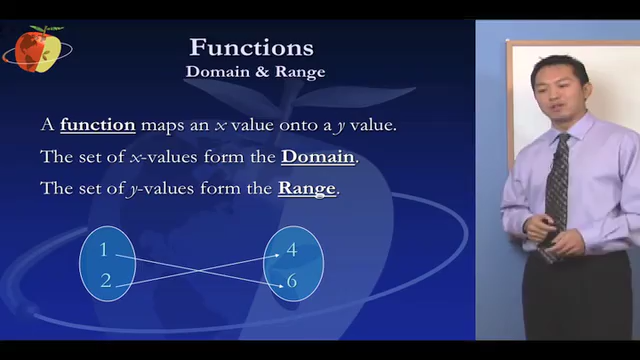 Functions
Domain & Range
A function maps an x value onto a y value.
The set of x-values form the Domain.
The set of y-values form the Range.
1 4
2 6